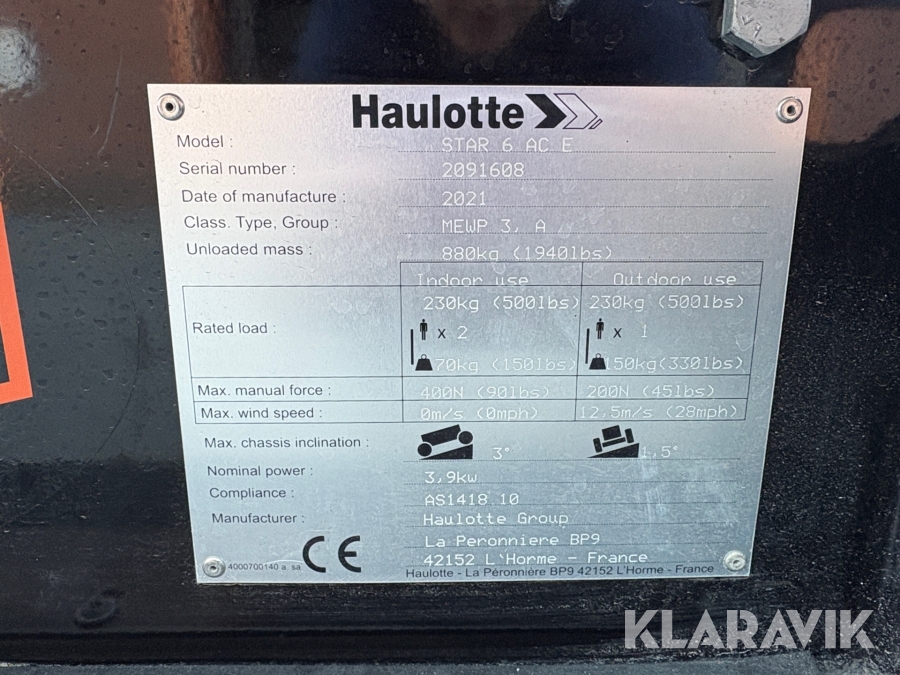 Haulotte
Model : STAR 6 AC E
Serial number : 2091608
Date of manufacture : 2021
Class. Type, Group : MEWP 3, A
Unloaded mass : 880kg (1940lbs)
Indoor use Outdoor use
230kg (500lbs) 230kg (500lbs)
Rated load : x 2 x 1
70kg (150lbs) 150kg(330lbs)
Max. manual force : 400N (90lbs) 200N (45lbs)
Max. wind speed : 0m/s (0mph) 12,5m/s (28mph)
Max. chassis inclination : 3° 1,5°
Nominal power : 3,9kw
Compliance : AS1418.10
Manufacturer : Haulotte Group
La Peronniere BP9
42152 L'Horme - France
4000700140 a. sa CE
Haulotte - La Péronnière BP9 42152 L'Horme - France
KLARAVIK